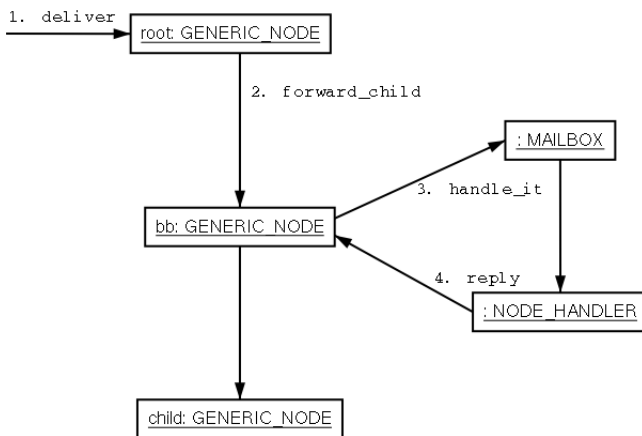 1. deliver
root: GENERIC_NODE
2. forward_child
: MAILBOX
3. handle_it
bb: GENERIC_NODE
4. reply
: NODE_HANDLER
child: GENERIC_NODE